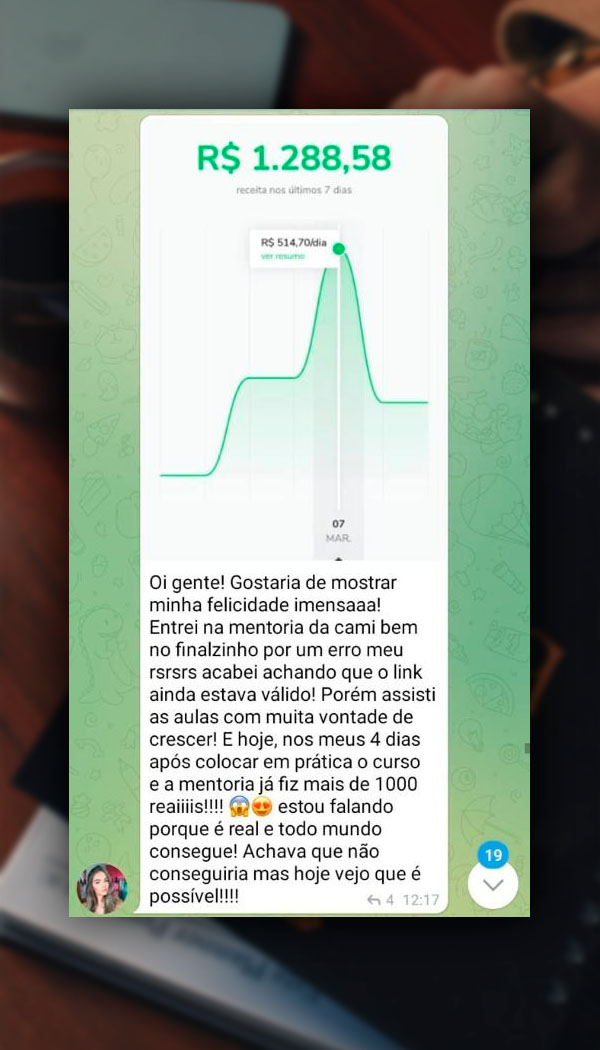 R$ 1.288,58
receita nos últimos 7 dias
R$ 514,70/dia
ver resumo
07
MAR.
Oi gente! Gostaria de mostrar
minha felicidade imensaaa!
Entrei na mentoria da cami bem
no finalzinho por um erro meu
rsrsrs acabei achando que o link
ainda estava válido! Porém assisti
as aulas com muita vontade de
crescer! E hoje, nos meus 4 dias
após colocar em prática o curso
e a mentoria já fiz mais de 1000
reaiiiis!!!! 😱😍 estou falando
porque é real e todo mundo
consegue! Achava que não
conseguiria mas hoje vejo que é
possível!!!!
4 12:17
19